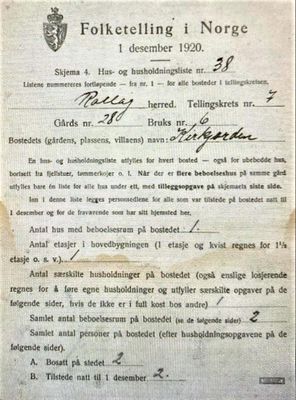 Folketelling i Norge
1 desember 1920.
Skjema 4. Hus- og husholdningsliste nr. 38
Listene nummereres fortløpende — fra nr. 1 — for alle bosteder i tellingskretsen.
Rollag herred. Tellingskrets nr. 7
Gårds nr. 28 Bruks nr. 6
Bostedets (gårdens, plassens, villaens) navn: Kirkgorden
En hus- og husholdningsliste utfylles for hvert bosted — også for ubebodde hus,
bortsett fra fjellstuer, tømmerkojer o. l. Når der er flere beboelseshus på samme gård
utfylles bare én liste for alle hus under ett, med tilleggsopgave på skjemaets siste side.
Inn i denne liste legges personsedlene for alle som var tilstede på bostedet natt til
1 desember og for de fraværende som har sitt hjemsted her.
Antal hus med beboelsesrum på bostedet 1.
Antal etasjer i hovedbygningen (1 etasje og kvist regnes for 1½
etasje o. s. v.) 1
Antal særskilte husholdninger på bostedet (også enslige losjerende
regnes for å føre egne husholdninger og utfyller særskilte opgaver på de
følgende sider, hvis de ikke er i full kost hos andre) 1
Samlet antal beboelsesrum på bostedet (se de følgende sider) 2
Samlet antal personer på bostedet (efter husholdningsopgavene på de
følgende sider).
A. Bosatt på stedet 2
B. Tilstede natt til 1 desember 2.